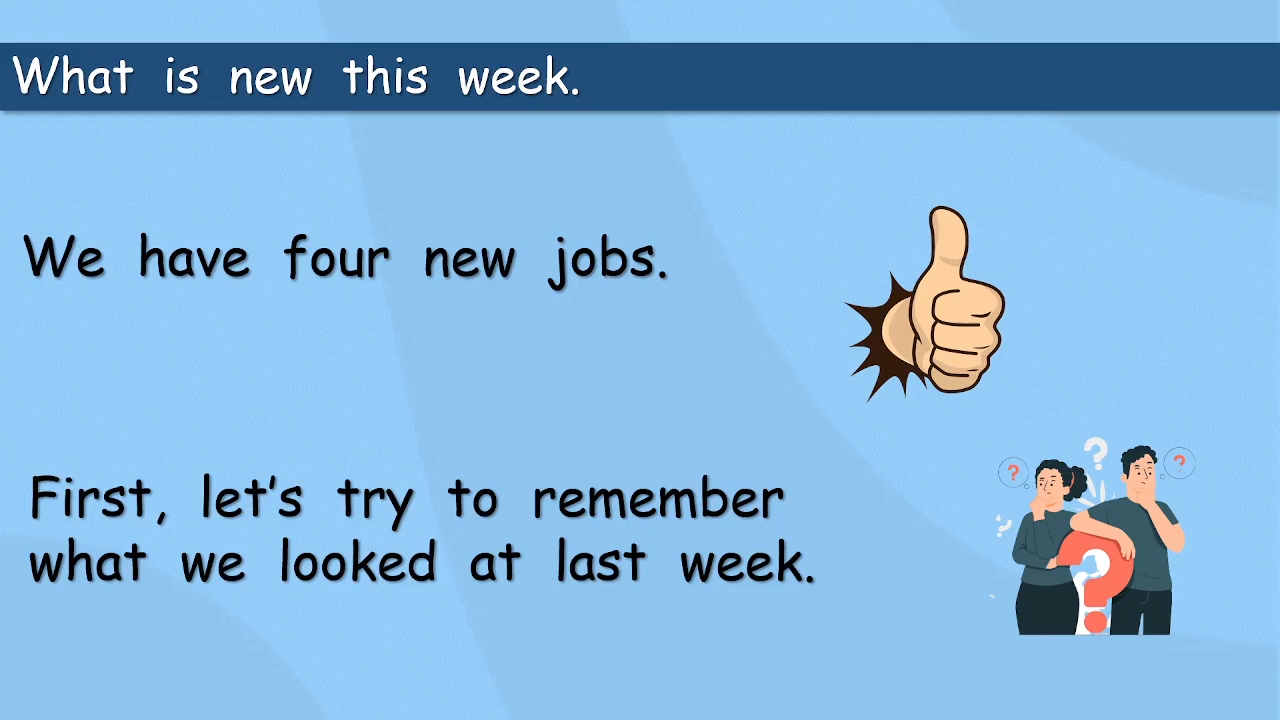 What is new this week.
We have four new jobs.
First, let's try to remember
what we looked at last week.